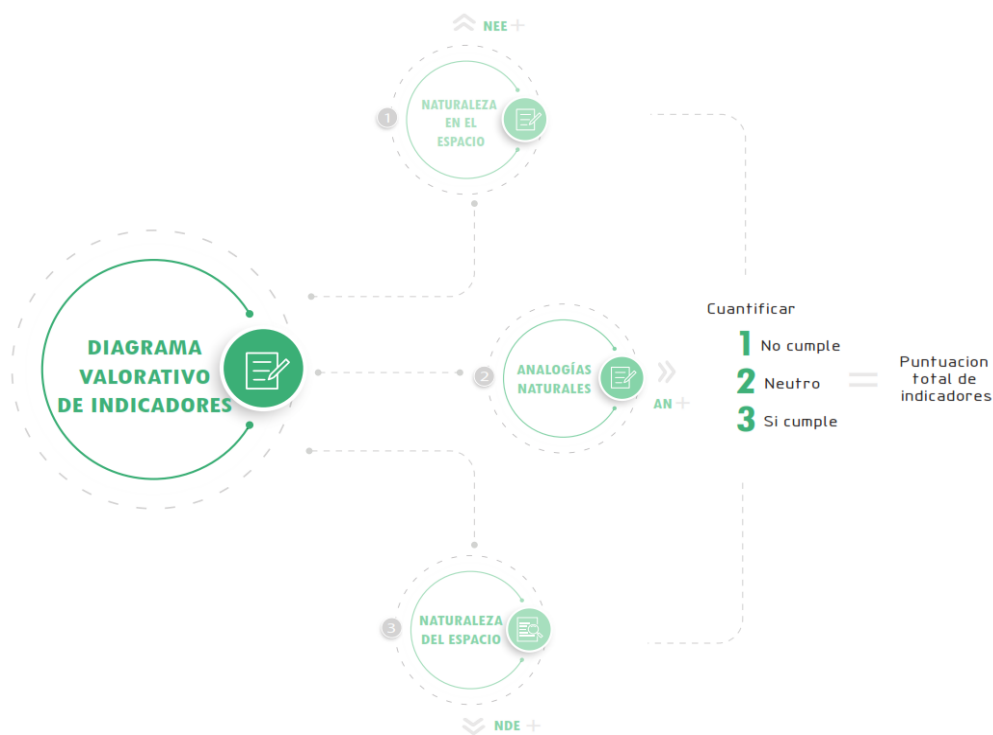 NEE +
1
NATURALEZA
EN EL
ESPACIO
DIAGRAMA
VALORATIVO
DE INDICADORES
2
ANALOGÍAS
NATURALES
AN +
Cuantificar
1 No cumple
2 Neutro
3 Si cumple
=
Puntuacion
total de
indicadores
3
NATURALEZA
DEL ESPACIO
NDE +